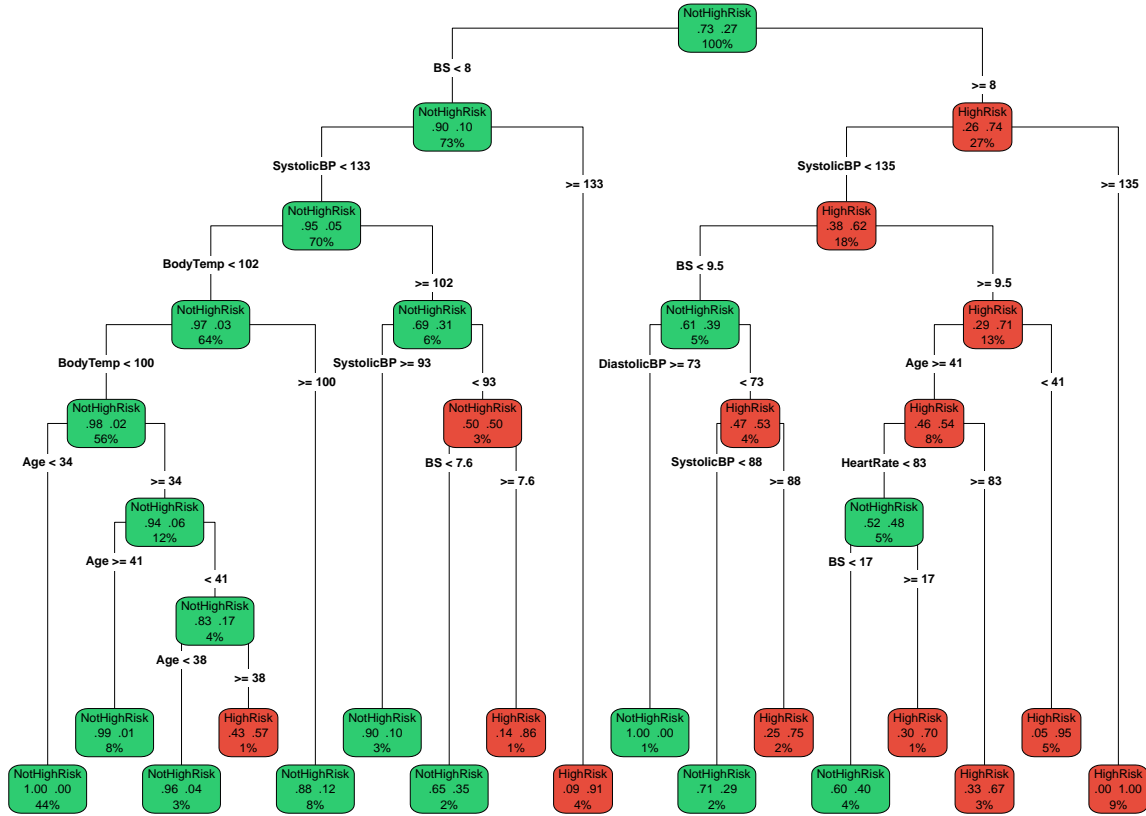 NotHighRisk
.73 .27
100%
BS < 8
>= 8
NotHighRisk
.90 .10
73%
HighRisk
.26 .74
27%
SystolicBP < 133
>= 133
SystolicBP < 135
>= 135
NotHighRisk
.95 .05
70%
HighRisk
.38 .62
18%
BodyTemp < 102
>= 102
BS < 9.5
>= 9.5
NotHighRisk
.97 .03
64%
NotHighRisk
.69 .31
6%
NotHighRisk
.61 .39
5%
HighRisk
.29 .71
13%
BodyTemp < 100
>= 100
SystolicBP >= 93
< 93
DiastolicBP >= 73
< 73
Age >= 41
< 41
NotHighRisk
.98 .02
56%
NotHighRisk
.50 .50
3%
HighRisk
.47 .53
4%
HighRisk
.46 .54
8%
Age < 34
>= 34
BS < 7.6
>= 7.6
SystolicBP < 88
>= 88
HeartRate < 83
>= 83
NotHighRisk
.94 .06
12%
NotHighRisk
.52 .48
5%
Age >= 41
< 41
BS < 17
>= 17
NotHighRisk
.83 .17
4%
Age < 38
>= 38
NotHighRisk
.99 .01
8%
HighRisk
.43 .57
1%
NotHighRisk
.90 .10
3%
HighRisk
.14 .86
1%
NotHighRisk
1.00 .00
1%
HighRisk
.25 .75
2%
HighRisk
.30 .70
1%
HighRisk
.05 .95
5%
NotHighRisk
1.00 .00
44%
NotHighRisk
.96 .04
3%
NotHighRisk
.88 .12
8%
NotHighRisk
.65 .35
2%
HighRisk
.09 .91
4%
NotHighRisk
.71 .29
2%
NotHighRisk
.60 .40
4%
HighRisk
.33 .67
3%
HighRisk
.00 1.00
9%